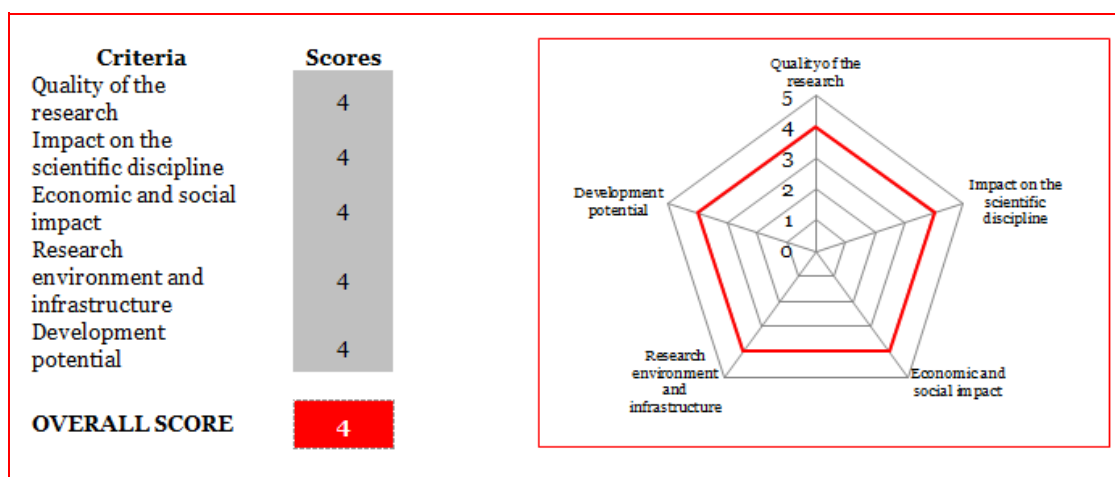 Criteria Scores
Quality of the
research
4
Impact on the
scientific discipline
4
Economic and social
impact
4
Research
environment and
infrastructure
4
Development
potential
4
OVERALL SCORE 4
Quality of the
research
5
4
3
2
1
0
Impact on the
scientific
discipline
Economic and
social impact
Research
environment
and
infrastructure
Development
potential